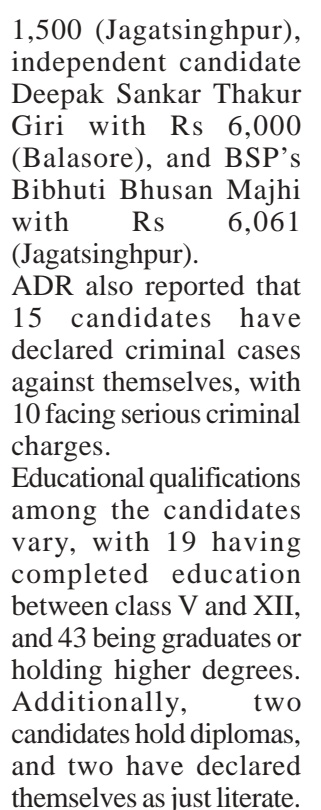 1,500 (Jagatsinghpur),
independent candidate
Deepak Sankar Thakur
Giri with Rs 6,000
(Balasore), and BSP's
Bibhuti Bhusan Majhi
with Rs 6,061
(Jagatsinghpur).
ADR also reported that
15 candidates have
declared criminal cases
against themselves, with
10 facing serious criminal
charges.
Educational qualifications
among the candidates
vary, with 19 having
completed education
between class V and XII,
and 43 being graduates or
holding higher degrees.
Additionally, two
candidates hold diplomas,
and two have declared
themselves as just literate.